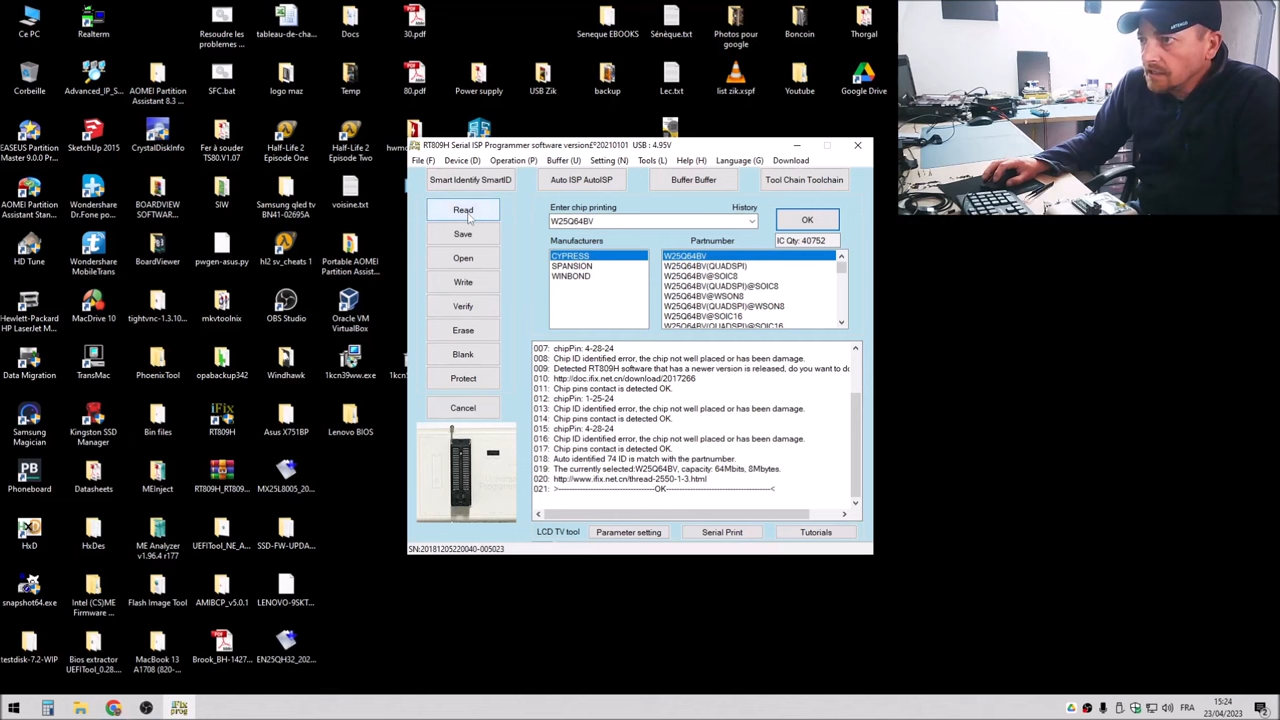 Ce PC
Realterm
Resoudre les
problemes ...
tableau-de-cha...
Docs
30.pdf
Seneque EBOOKS
Sénèque.txt
Photos pour
google
Boncoin
Thorgal
Corbeille
Advanced_IP_S...
AOMEI Partition
Assistant 8.3 ...
SFC.bat
logo maz
Temp
80.pdf
Power supply
USB Zik
backup
Lec.txt
list zik.xspf
Youtube
Google Drive
EASEUS Partition
Master 9.0.0 Pr...
SketchUp 2015
CrystalDiskInfo
Fer à souder
TS80.V1.07
Half-Life 2
Episode One
Half-Life 2
Episode Two
AOMEI Partition
Assistant Stan...
Wondershare
Dr.Fone po...
BOARDVIEW
SOFTWAR...
SIW
Samsung qled tv
BN41-02695A
voisine.txt
HD Tune
Wondershare
MobileTrans
BoardViewer
pwgen-asus.py
hl2 sv_cheats 1
Portable AOMEI
Partition ...
Hewlett-Packard
HP LaserJet M...
MacDrive 10
tightvnc-1.3.10...
mkvtoolnix
OBS Studio
Oracle VM
VirtualBox
Data Migration
TransMac
PhoenixTool
opabackup342
Windhawk
1kcn39ww.exe
Samsung
Magician
Kingston SSD
Manager
Bin files
iFix
RT809H
Asus X751BP
Lenovo BIOS
PB
Phoneboard
Datasheets
MEInject
RT809H_RT809...
MX25L8005_20...
HxD
HxDes
ME Analyzer
v1.96.4 r177
UEFITool_NE_A...
SSD-FW-UPDA...
snapshot64.exe
Intel (CS)ME
Firmware ...
Flash Image Tool
AMIBCP_v5.0.1
LENOVO-9SKT...
testdisk-7.2-WIP
Bios extractor
UEFITool_0.28....
MacBook 13
A1708 (820-...
Brook_BH-1427...
EN25QH32_202...
RT809H Serial ISP Programmer software version£º20210101 USB : 4.95V
File (F) Device (D) Operation (P) Buffer (U) Setting (N) Tools (L) Help (H) Language (G) Download
Smart Identify SmartID
Auto ISP AutoISP
Buffer Buffer
Tool Chain Toolchain
Read
Save
Open
Write
Verify
Erase
Blank
Protect
Cancel
Enter chip printing
History
W25Q64BV
OK
IC Qty: 40752
Manufacturers
Partnumber
CYPRESS
SPANSION
WINBOND
W25Q64BV
W25Q64BV(QUADSPI)
W25Q64BV@SOIC8
W25Q64BV(QUADSPI)@SOIC8
W25Q64BV@WSON8
W25Q64BV(QUADSPI)@WSON8
W25Q64BV@SOIC16
W25Q64BV(QUADSPI)@SOIC16
007: chipPin: 4-28-24
008: Chip ID identified error, the chip not well placed or has been damage.
009: Detected RT809H software that has a newer version is released, do you want to do
010: http://doc.ifix.net.cn/download/2017266
011: Chip pins contact is detected OK.
012: chipPin: 1-25-24
013: Chip ID identified error, the chip not well placed or has been damage.
014: Chip pins contact is detected OK.
015: chipPin: 4-28-24
016: Chip ID identified error, the chip not well placed or has been damage.
017: Chip pins contact is detected OK.
018: Auto identified 74 ID is match with the partnumber.
019: The currently selected:W25Q64BV, capacity: 64Mbits, 8Mbytes.
020: http://www.ifix.net.cn/thread-2550-1-3.html
021: >--------------------------------OK--------------------------------<
LCD TV tool
Parameter setting
Serial Print
Tutorials
SN:20181205220040-005023
iFix
prog
FRA
15:24
23/04/2023